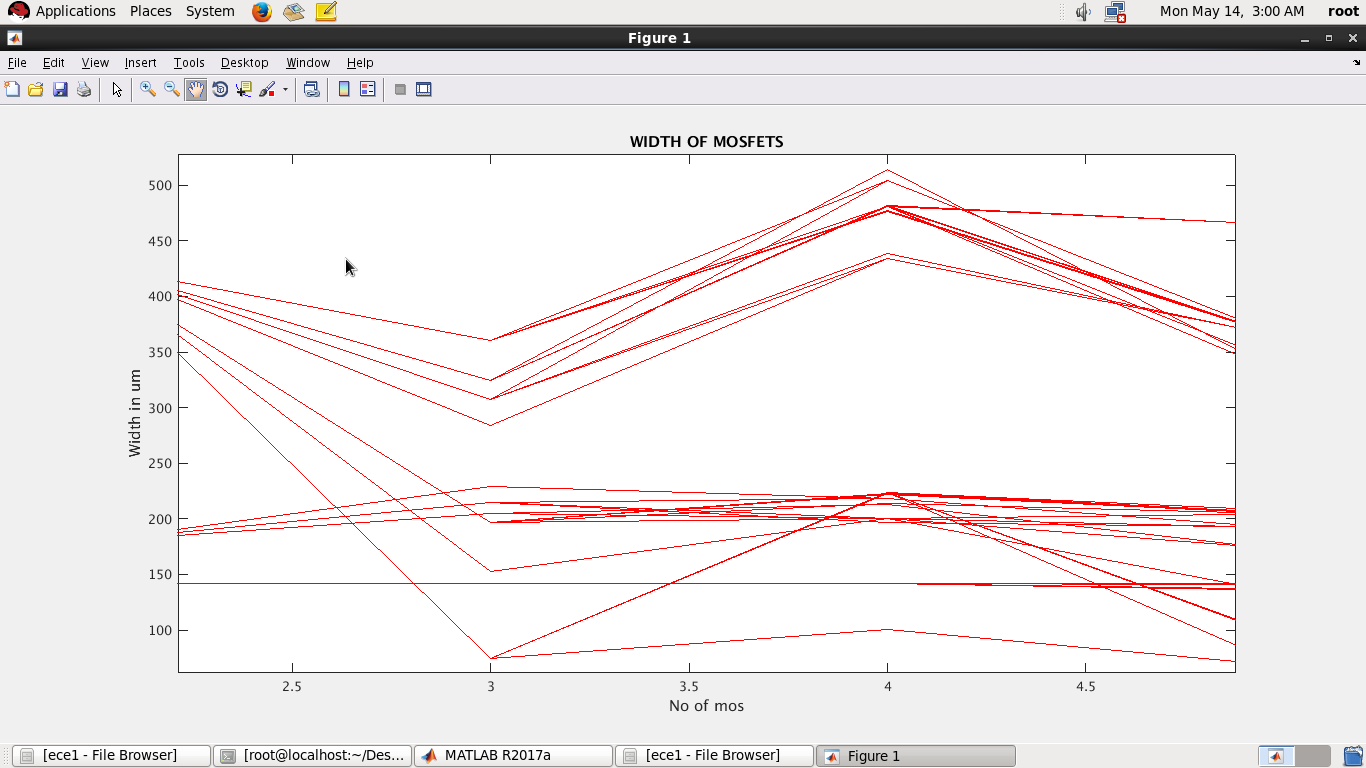 Applications Places System Mon May 14, 3:00 AM root
Figure 1
File Edit View Insert Tools Desktop Window Help
WIDTH OF MOSFETS
500
450
400
350
300
250
200
150
100
Width in um
2.5 3 3.5 4 4.5
No of mos
[ece1 - File Browser] [root@localhost:~/Des... MATLAB R2017a [ece1 - File Browser] Figure 1